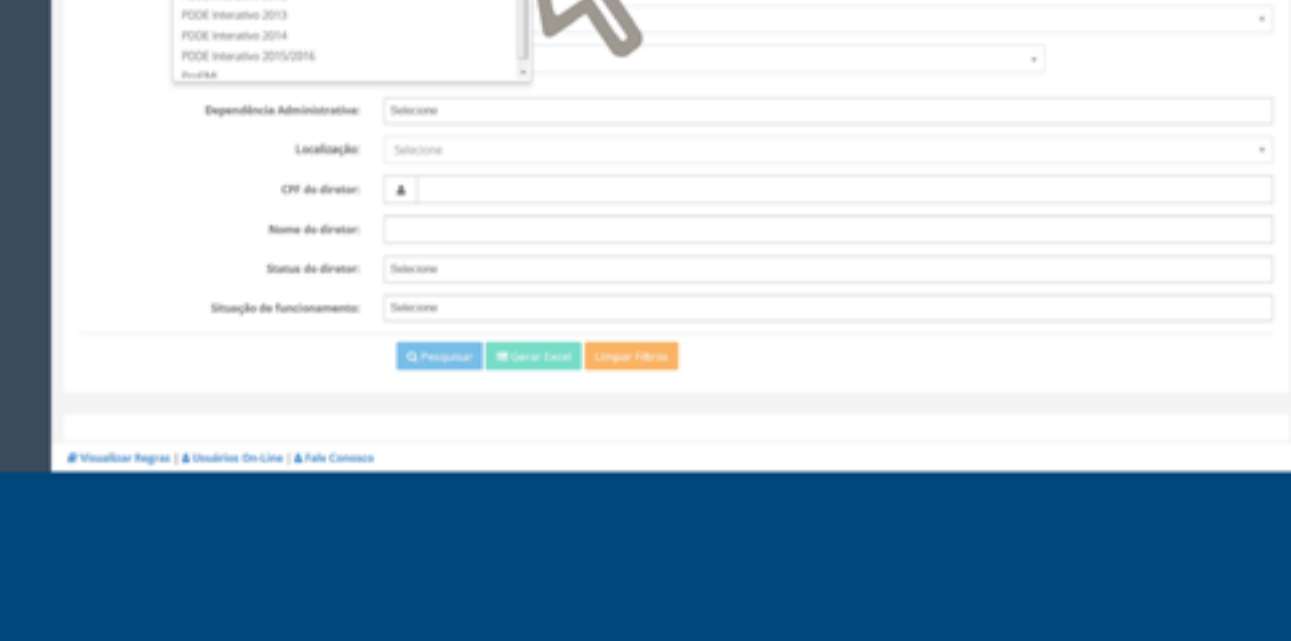 PDDE Interativo 2013
PDDE Interativo 2014
PDDE Interativo 2015/2016
ProEMI
Dependência Administrativa: Selecione
Localização: Selecione
CPF do diretor:
Nome do diretor:
Status do diretor: Selecione
Situação de funcionamento: Selecione
Pesquisar Gerar Excel Limpar Filtros
Visualizar Regras | Usuários On-Line | Fale Conosco